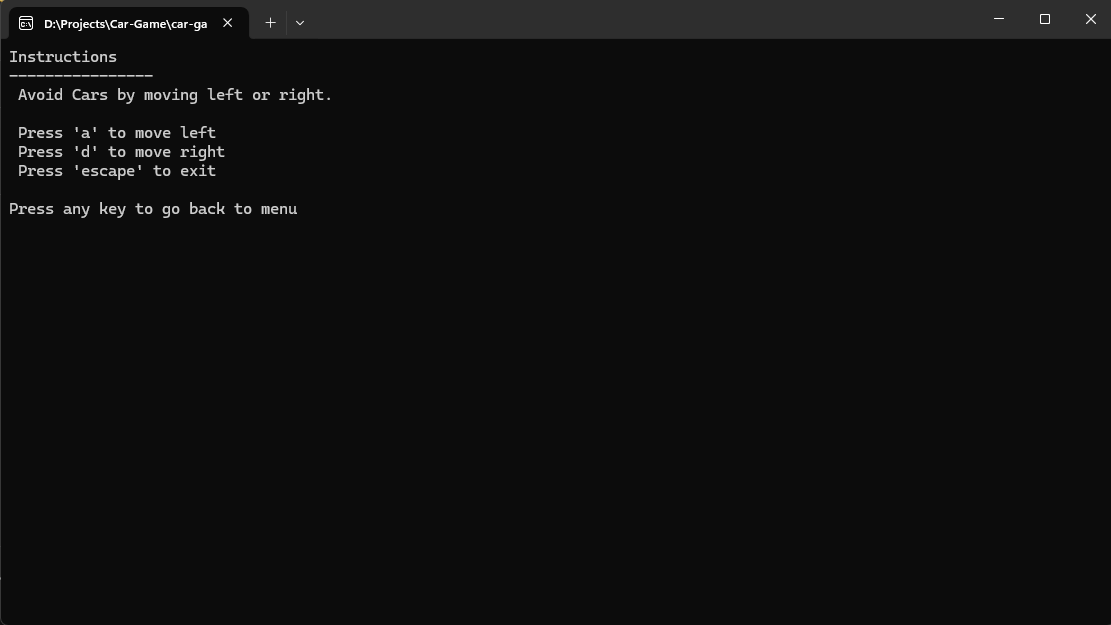 D:\Projects\Car-Game\car-ga
Instructions
----------------
Avoid Cars by moving left or right.
Press 'a' to move left
Press 'd' to move right
Press 'escape' to exit
Press any key to go back to menu